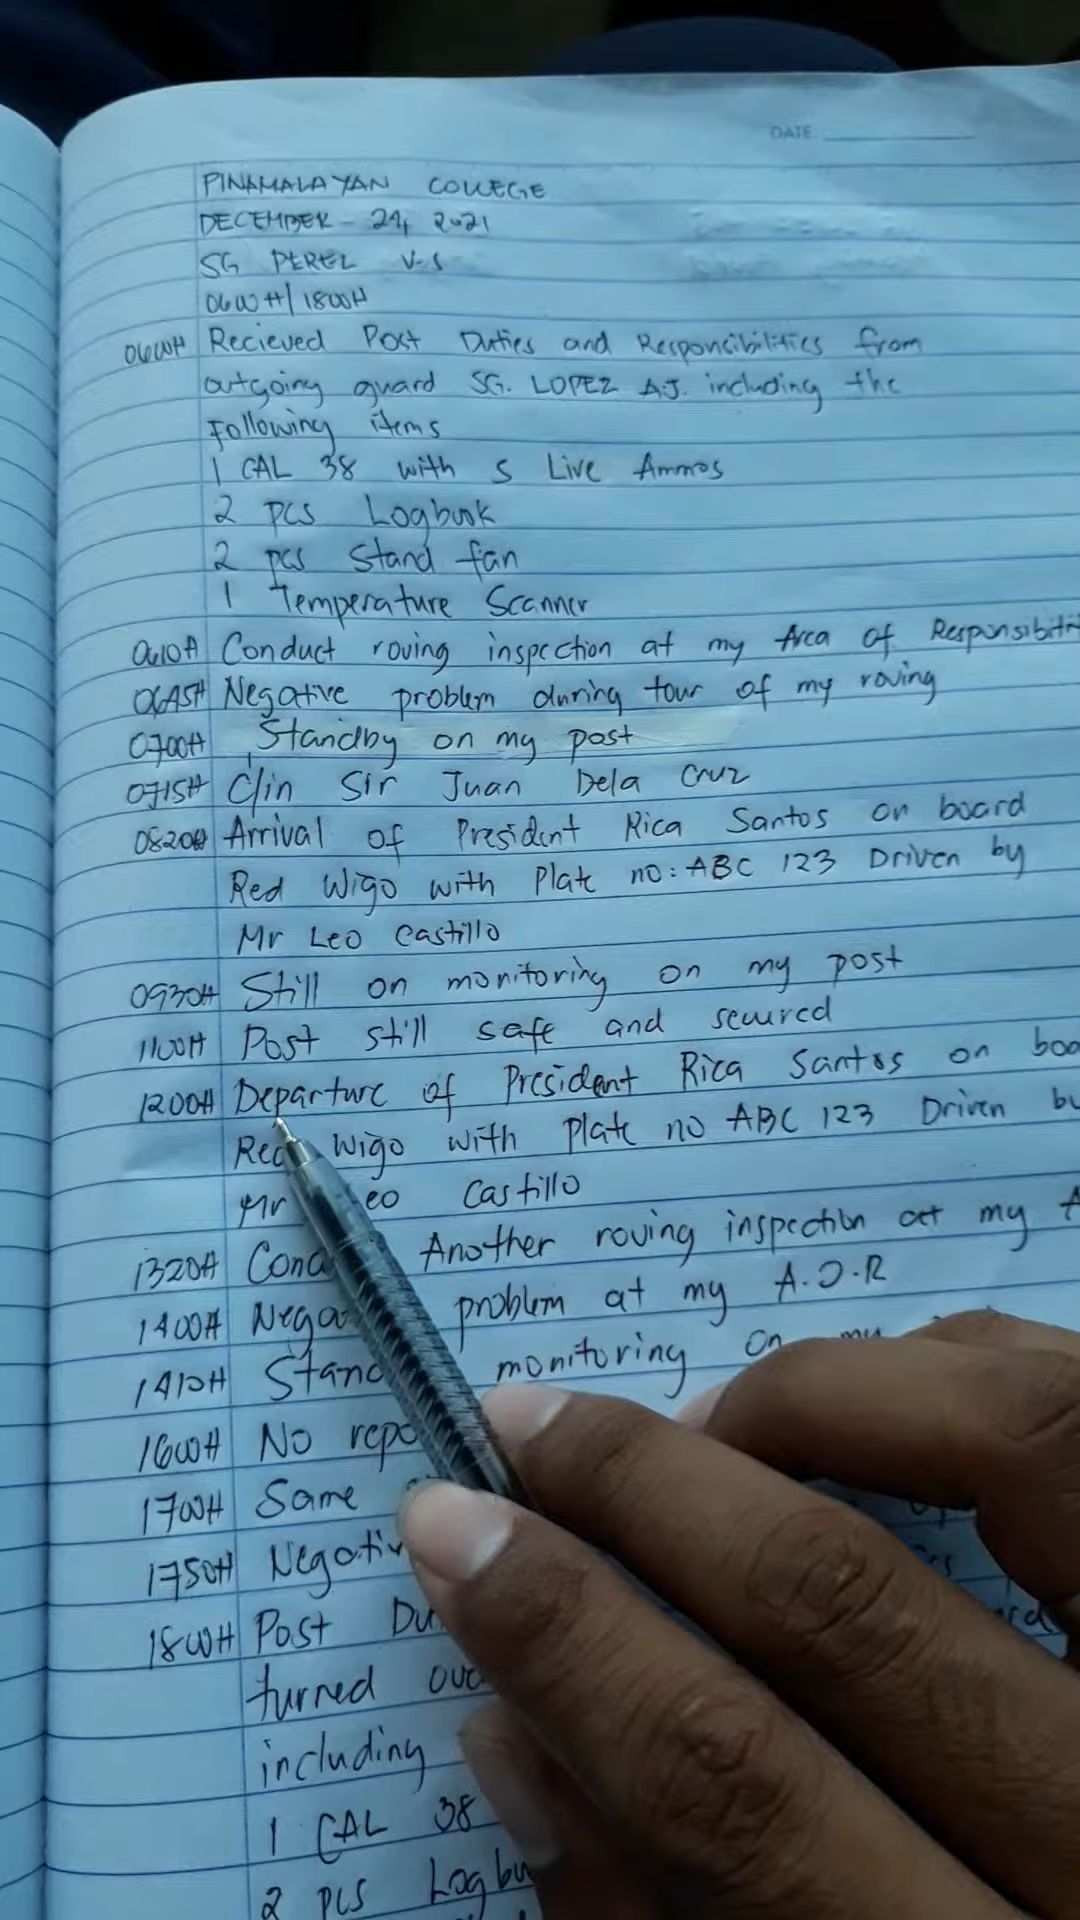 DATE
PINAMALAYAN COLLEGE
DECEMBER - 24, 2021
SG PEREZ V.S
0600H/1800H
0600H Recieved Post Duties and Responcibilities from
outgoing guard SG. LOPEZ A.J. including the
Following items
1 CAL 38 with 5 Live Ammos
2 pcs Logbook
2 pcs Stand fan
1 Temperature Scanner
0610H Conduct roving inspection at my Area of
0645H Negative problem during tour of my roving
0700H Standby on my post
0715H C/in Sir Juan Dela Cruz
0820H Arrival of President Rica Santos on board
Red Wigo with Plate no: ABC 123 Driven by
Mr Leo Castillo
0930H Still on monitoring on my post
1100H Post still safe and secured
1200H Departure of President Rica Santos on
Wigo with Plate no ABC 123 Driven by
Mr Castillo
1320H Another roving inspection at my
1400H problem at my A.O.R
1410H monitoring on my
1600H No
1700H Same
1750H
1800H Post
turned
including
1 CAL 38
2 pcs